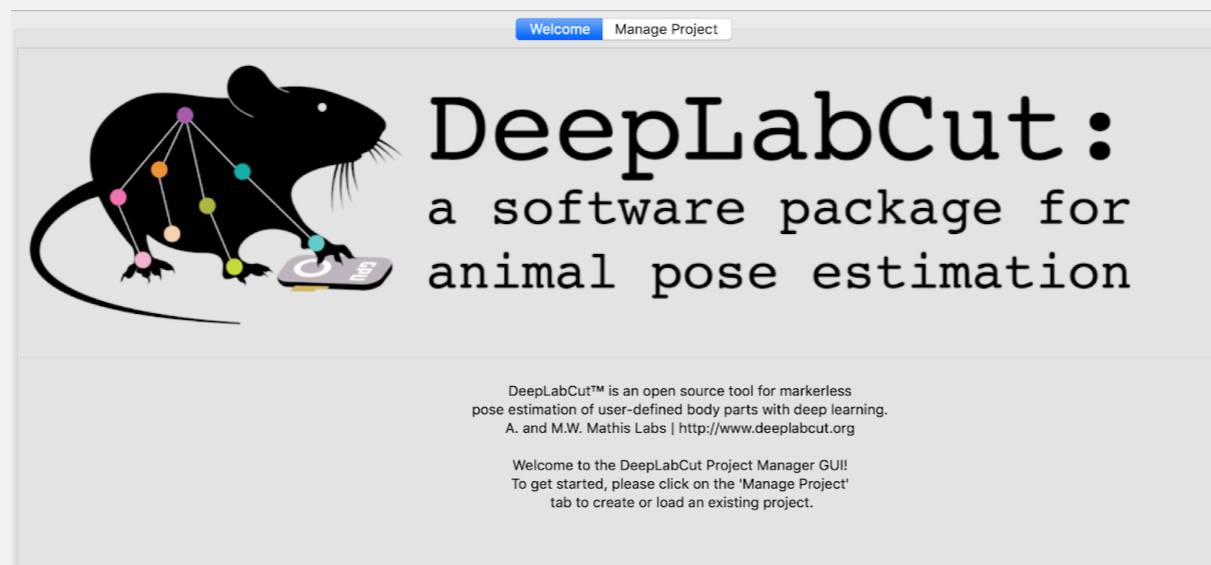 Welcome Manage Project
DeepLabCut:
a software package for
animal pose estimation
GPU
DeepLabCut™ is an open source tool for markerless
pose estimation of user-defined body parts with deep learning.
A. and M.W. Mathis Labs | http://www.deeplabcut.org
Welcome to the DeepLabCut Project Manager GUI!
To get started, please click on the 'Manage Project'
tab to create or load an existing project.